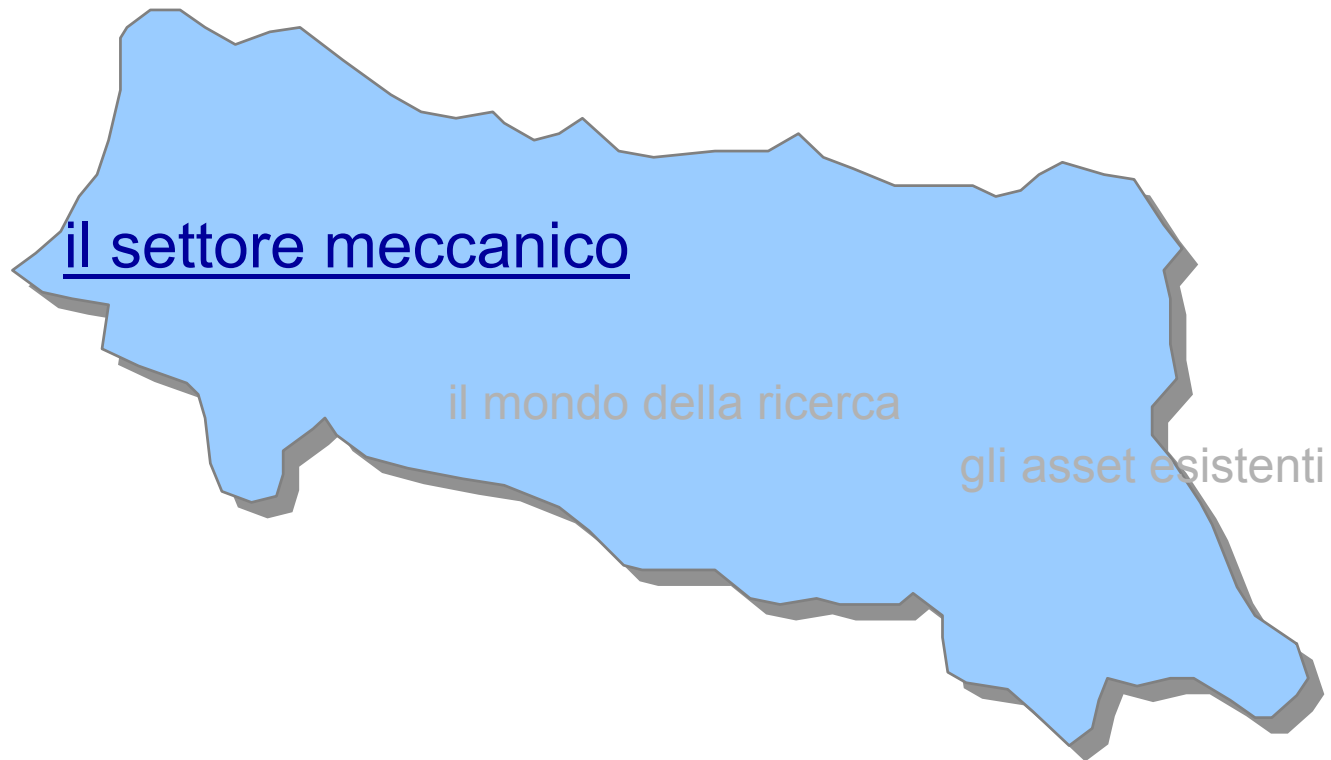 il settore meccanico
il mondo della ricerca
gli asset esistenti